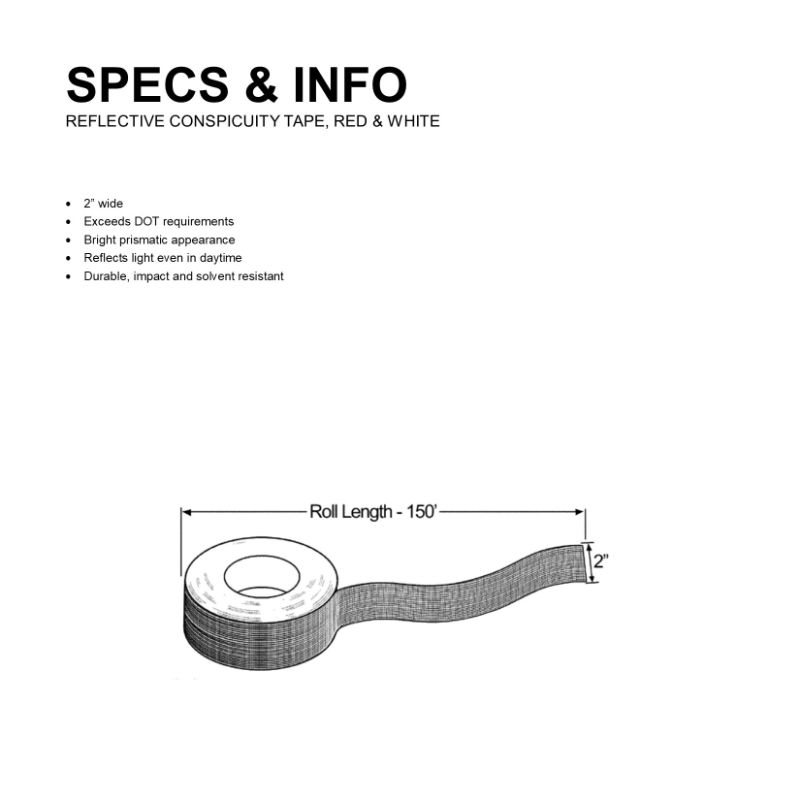 SPECS & INFO
REFLECTIVE CONSPICUITY TAPE, RED & WHITE
• 2” wide
• Exceeds DOT requirements
• Bright prismatic appearance
• Reflects light even in daytime
• Durable, impact and solvent resistant
Roll Length - 150’
2”